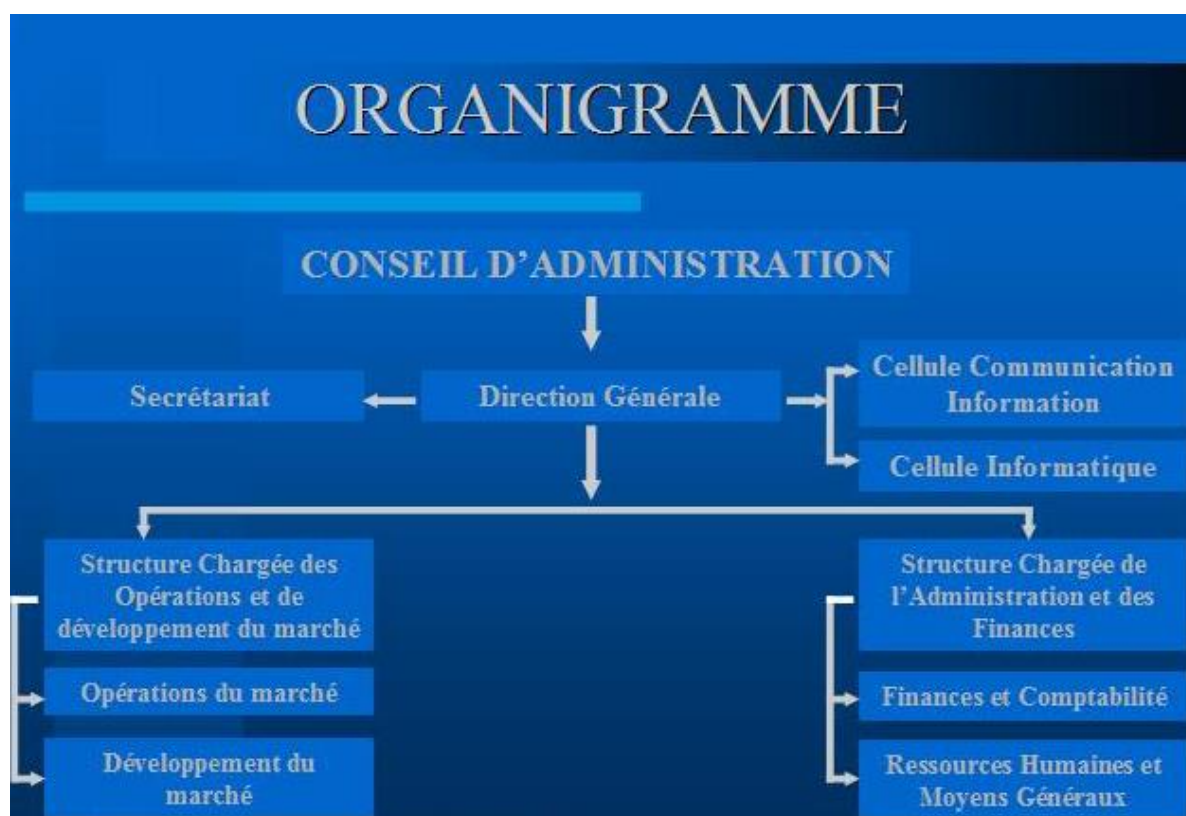 ORGANIGRAMME
CONSEIL D'ADMINISTRATION
Secrétariat
Direction Générale
Cellule Communication
Information
Cellule Informatique
Structure Chargée des
Opérations et de
développement du marché
Opérations du marché
Développement du
marché
Structure Chargée de
l'Administration et des
Finances
Finances et Comptabilité
Ressources Humaines et
Moyens Généraux